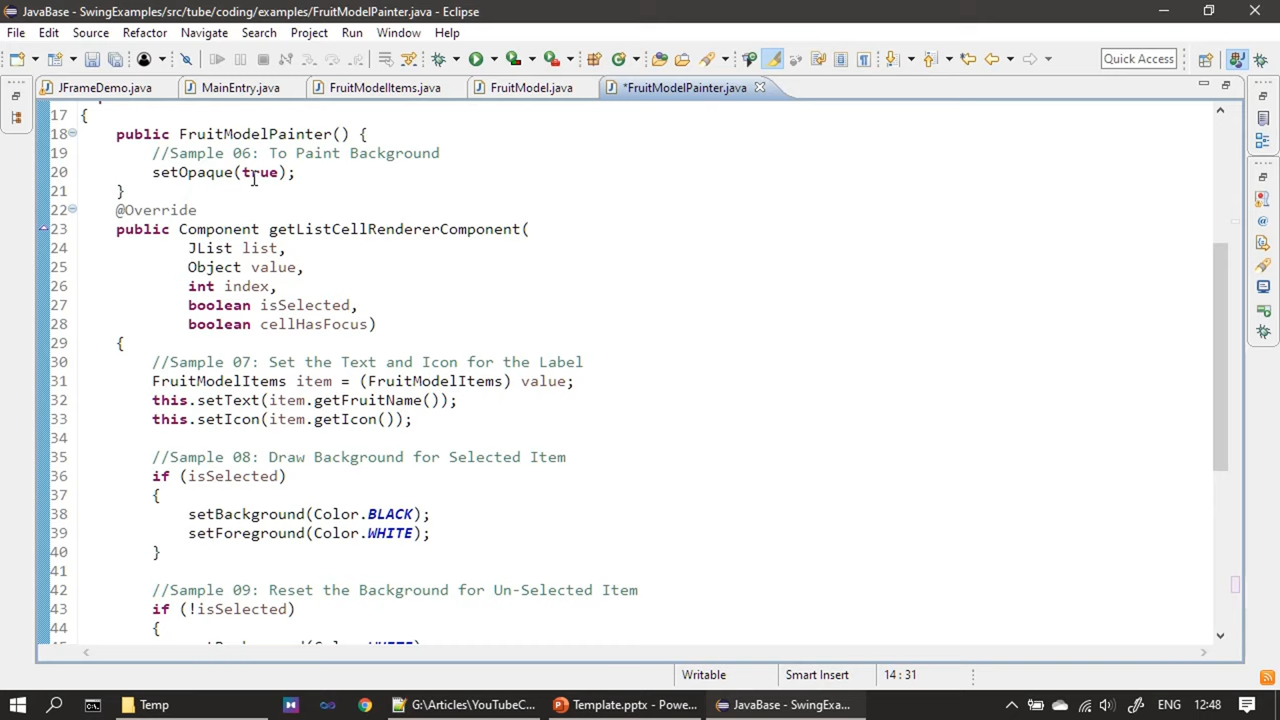 JavaBase - SwingExamples/src/tube/coding/examples/FruitModelPainter.java - Eclipse
File Edit Source Refactor Navigate Search Project Run Window Help
Quick Access
JFrameDemo.java MainEntry.java FruitModelItems.java FruitModel.java *FruitModelPainter.java
17 {
18 public FruitModelPainter() {
19 //Sample 06: To Paint Background
20 setOpaque(true);
21 }
22 @Override
23 public Component getListCellRendererComponent(
24 JList list,
25 Object value,
26 int index,
27 boolean isSelected,
28 boolean cellHasFocus)
29 {
30 //Sample 07: Set the Text and Icon for the Label
31 FruitModelItems item = (FruitModelItems) value;
32 this.setText(item.getFruitName());
33 this.setIcon(item.getIcon());
34
35 //Sample 08: Draw Background for Selected Item
36 if (isSelected)
37 {
38 setBackground(Color.BLACK);
39 setForeground(Color.WHITE);
40 }
41
42 //Sample 09: Reset the Background for Un-Selected Item
43 if (!isSelected)
44 {
Writable Smart Insert 14 : 31
Temp G:\Articles\YouTubeC... Template.pptx - Powe... JavaBase - SwingExa... ENG 12:48